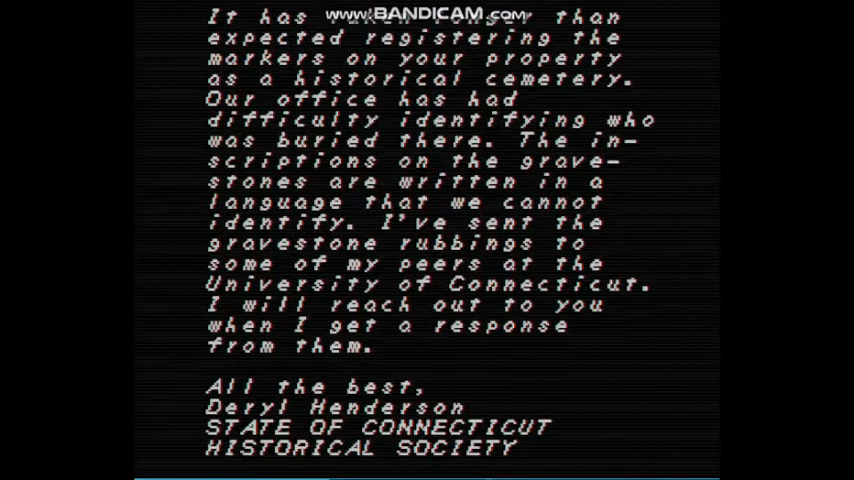 www.BANDICAM.com
It has than
expected registering the
markers on your property
as a historical cemetery.
Our office has had
difficulty identifying who
was buried there. The in-
scriptions on the grave-
stones are written in a
language that we cannot
identify. I've sent the
gravestone rubbings to
some of my peers at the
University of Connecticut.
I will reach out to you
when I get a response
from them.
All the best,
Deryl Henderson
STATE OF CONNECTICUT
HISTORICAL SOCIETY